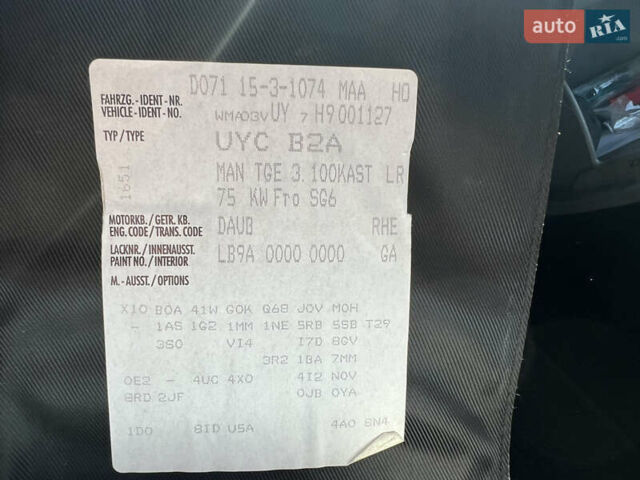 auto RIA.com
D071 15-3-1074 MAA HO
FAHRZG.-IDENT-NR.
VEHICLE-IDENT-NO. WMA03VUY 7 H9001127
TYP/TYPE UYC B2A
1651 MAN TGE 3.100KAST LR
75 KW Fro SG6
MOTORKB./GETR.KB.
ENG.CODE/TRANS.CODE DAUB RHE
LACKNR./INNENAUSST.
PAINT NO./INTERIOR LB9A 0000 0000 GA
M.-AUSST./OPTIONS
X10 B0A 41W G0K Q68 J0V M0H
- 1AS 1G2 1MM 1NE 5RB 5SB T29
3S0 VI4 I7D 8GV
3R2 1BA 7MM
0E2 - 4UC 4X0 4I2 N0V
8RD 2JF 0JB 0YA
1D0 8ID U5A 4A0 8N4